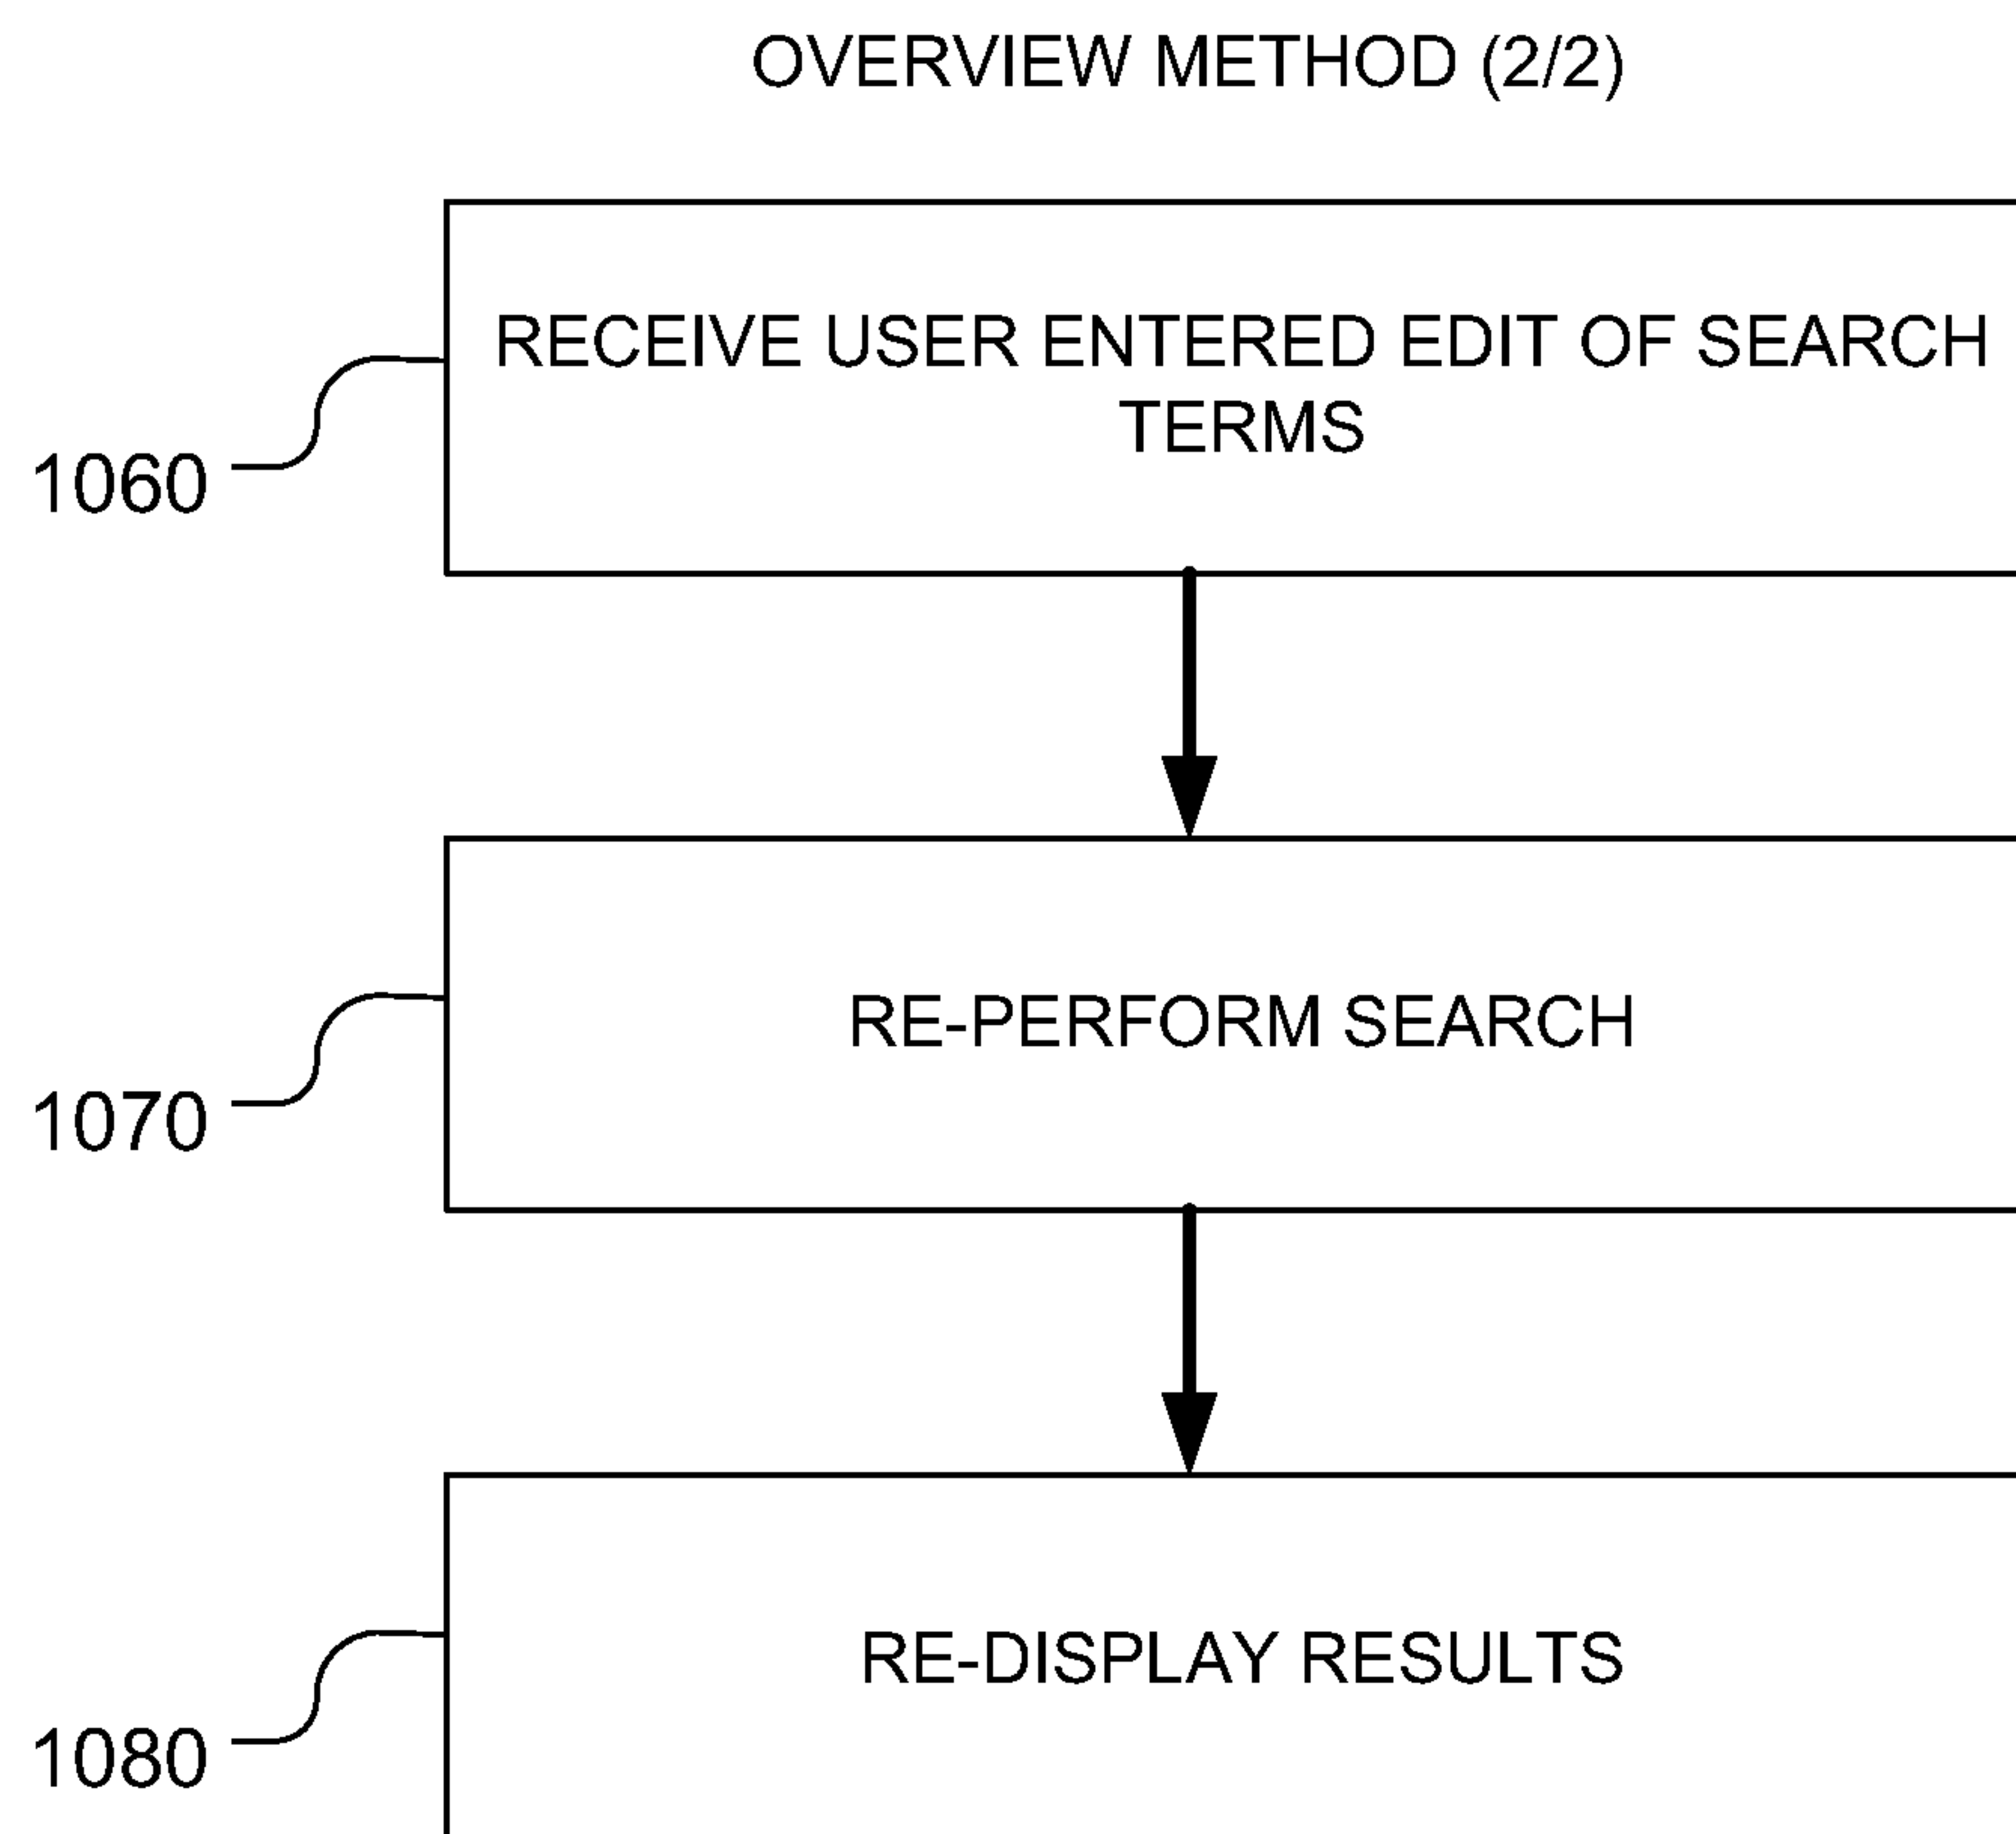 OVERVIEW METHOD (2/2)
RECEIVE USER ENTERED EDIT OF SEARCH
TERMS
1060
RE-PERFORM SEARCH
1070
RE-DISPLAY RESULTS
1080